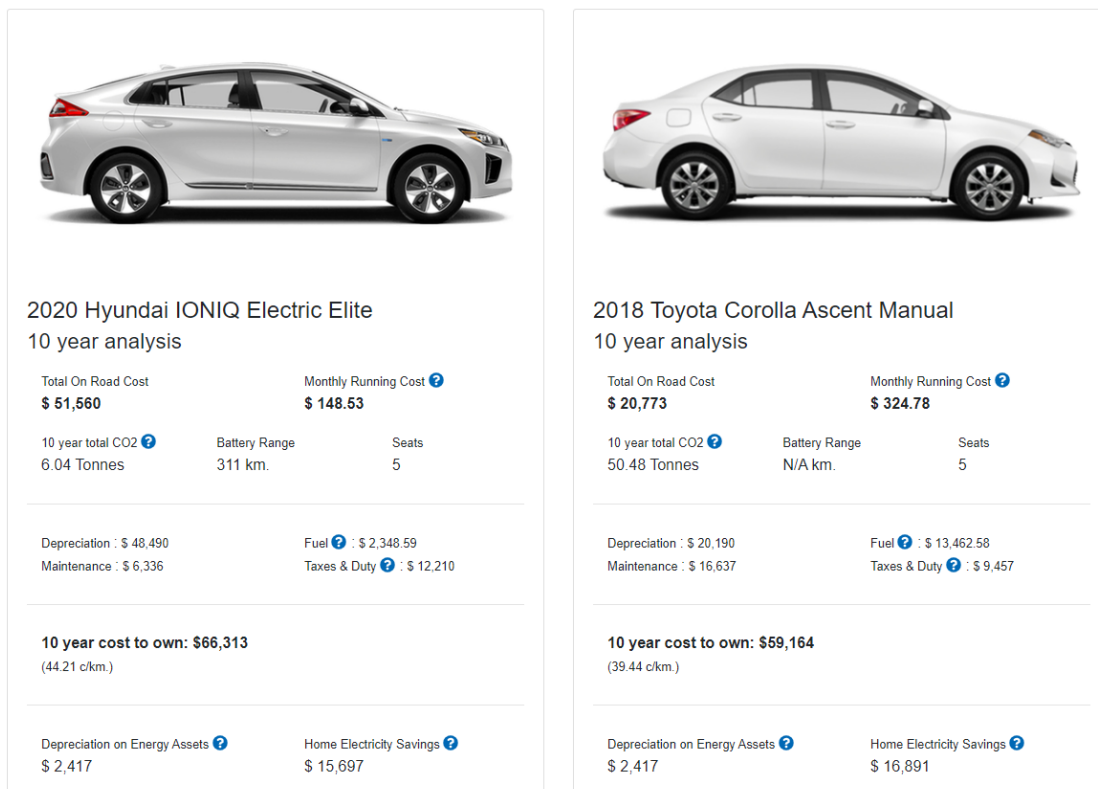 2020 Hyundai IONIQ Electric Elite
10 year analysis
Total On Road Cost
$ 51,560
Monthly Running Cost ?
$ 148.53
10 year total CO2 ?
6.04 Tonnes
Battery Range
311 km.
Seats
5
Depreciation : $ 48,490
Fuel ? : $ 2,348.59
Maintenance : $ 6,336
Taxes & Duty ? : $ 12,210
10 year cost to own: $66,313
(44.21 c/km.)
Depreciation on Energy Assets ?
$ 2,417
Home Electricity Savings ?
$ 15,697
2018 Toyota Corolla Ascent Manual
10 year analysis
Total On Road Cost
$ 20,773
Monthly Running Cost ?
$ 324.78
10 year total CO2 ?
50.48 Tonnes
Battery Range
N/A km.
Seats
5
Depreciation : $ 20,190
Fuel ? : $ 13,462.58
Maintenance : $ 16,637
Taxes & Duty ? : $ 9,457
10 year cost to own: $59,164
(39.44 c/km.)
Depreciation on Energy Assets ?
$ 2,417
Home Electricity Savings ?
$ 16,891